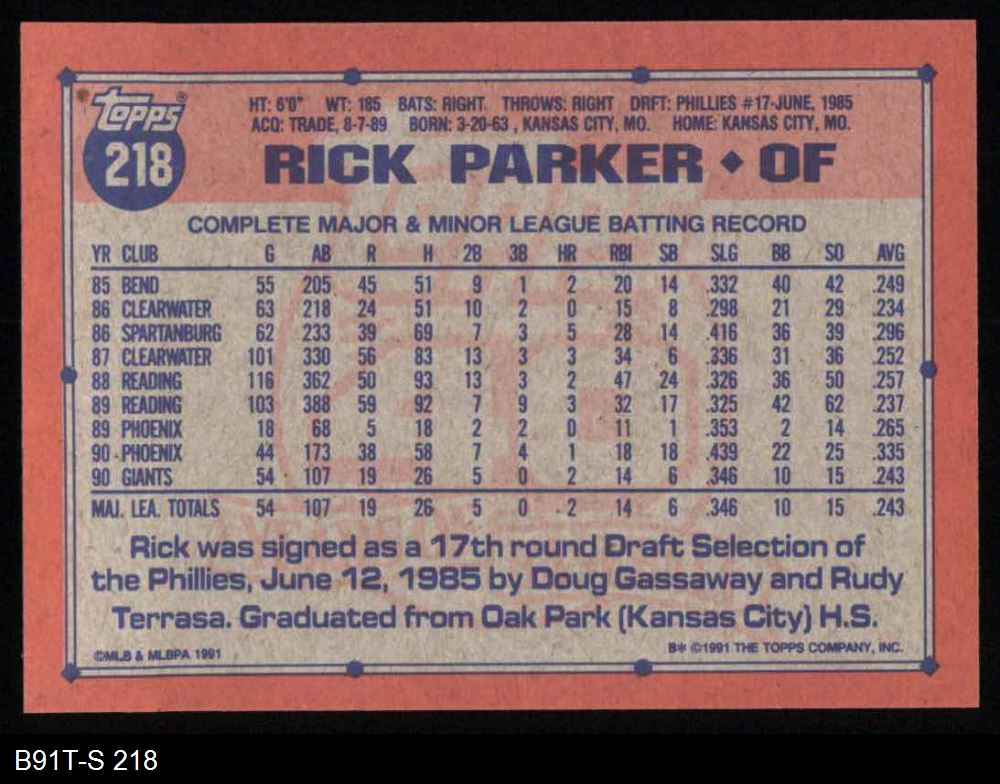 Topps®
218
HT: 6'0" WT: 185 BATS: RIGHT THROWS: RIGHT DRFT: PHILLIES #17-JUNE, 1985
ACQ: TRADE, 8-7-89 BORN: 3-20-63 , KANSAS CITY, MO. HOME: KANSAS CITY, MO.
RICK PARKER ◆ OF
COMPLETE MAJOR & MINOR LEAGUE BATTING RECORD
YR CLUB G AB R H 2B 3B HR RBI SB SLG BB SO AVG
85 BEND 55 205 45 51 9 1 2 20 14 .332 40 42 .249
86 CLEARWATER 63 218 24 51 10 2 0 15 8 .298 21 29 .234
86 SPARTANBURG 62 233 39 69 7 3 5 28 14 .416 36 39 .296
87 CLEARWATER 101 330 56 83 13 3 3 34 6 .336 31 36 .252
88 READING 116 362 50 93 13 3 2 47 24 .326 36 50 .257
89 READING 103 388 59 92 7 9 3 32 17 .325 42 62 .237
89 PHOENIX 18 68 5 18 2 2 0 11 1 .353 2 14 .265
90 PHOENIX 44 173 38 58 7 4 1 18 18 .439 22 25 .335
90 GIANTS 54 107 19 26 5 0 2 14 6 .346 10 15 .243
MAJ. LEA. TOTALS 54 107 19 26 5 0 2 14 6 .346 10 15 .243
Rick was signed as a 17th round Draft Selection of
the Phillies, June 12, 1985 by Doug Gassaway and Rudy
Terrasa. Graduated from Oak Park (Kansas City) H.S.
©MLB & MLBPA 1991
B* ©1991 THE TOPPS COMPANY, INC.
B91T-S 218